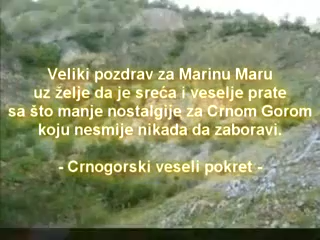 Veliki pozdrav za Marinu Maru
uz želje da je sreća i veselje prate
sa što manje nostalgije za Crnom Gorom
koju nesmije nikada da zaboravi.
- Crnogorski veseli pokret -